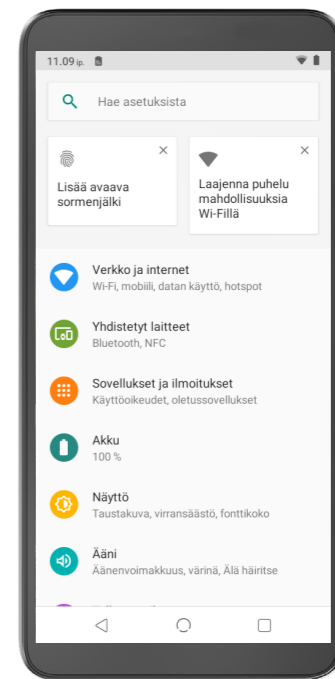 11.09 ip.
Hae asetuksista
Lisää avaava
sormenjälki
Laajenna puhelu
mahdollisuuksia
Wi-Fillä
Verkko ja internet
Wi-Fi, mobiili, datan käyttö, hotspot
Yhdistetyt laitteet
Bluetooth, NFC
Sovellukset ja ilmoitukset
Käyttöoikeudet, oletussovellukset
Akku
100 %
Näyttö
Taustakuva, virransäästö, fonttikoko
Ääni
Äänenvoimakkuus, värinä, Älä häiritse